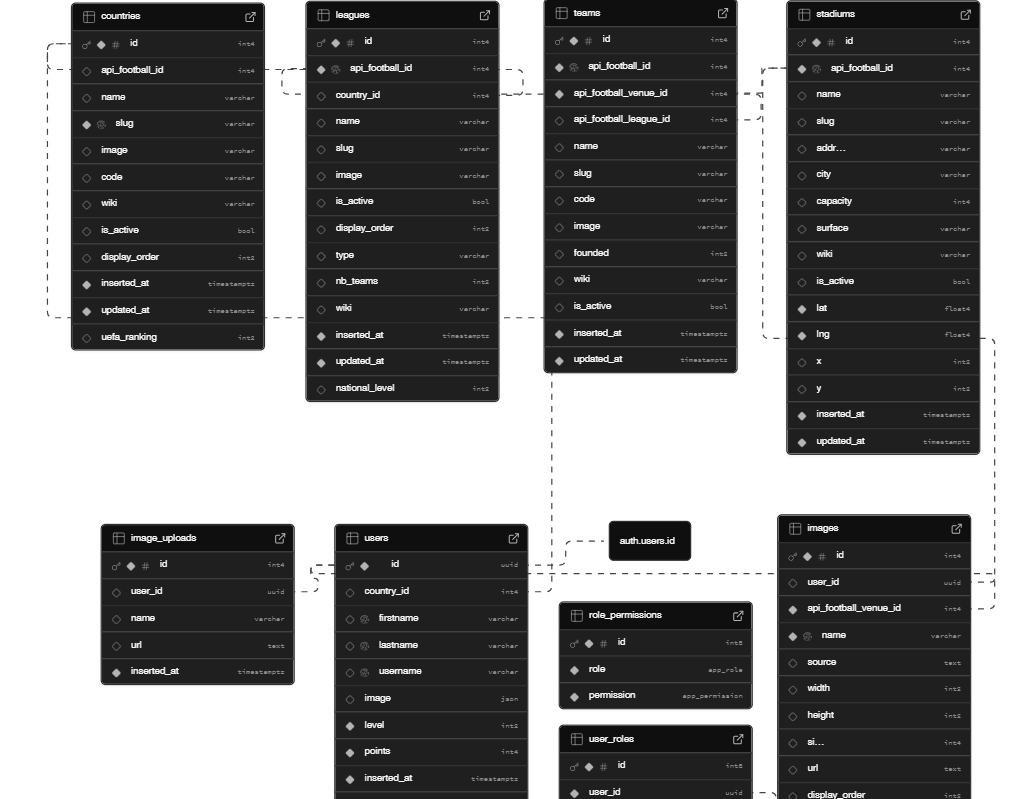 countries
id int4
api_football_id int4
name varchar
slug varchar
image varchar
code varchar
wiki varchar
is_active bool
display_order int2
inserted_at timestamptz
updated_at timestamptz
uefa_ranking int2
leagues
id int4
api_football_id int4
country_id int4
name varchar
slug varchar
image varchar
is_active bool
display_order int2
type varchar
nb_teams int2
wiki varchar
inserted_at timestamptz
updated_at timestamptz
national_level int2
teams
id int4
api_football_id int4
api_football_venue_id int4
api_football_league_id int4
name varchar
slug varchar
code varchar
image varchar
founded int2
wiki varchar
is_active bool
inserted_at timestamptz
updated_at timestamptz
stadiums
id int4
api_football_id int4
name varchar
slug varchar
addr... varchar
city varchar
capacity int4
surface varchar
wiki varchar
is_active bool
lat float4
lng float4
x int2
y int2
inserted_at timestamptz
updated_at timestamptz
image_uploads
id int4
user_id uuid
name varchar
url text
inserted_at timestamptz
users
id uuid
country_id int4
firstname varchar
lastname varchar
username varchar
image json
level int2
points int4
inserted_at timestamptz
auth.users.id
role_permissions
id int8
role app_role
permission app_permission
user_roles
id int8
user_id uuid
images
id int4
user_id uuid
api_football_venue_id int4
name varchar
source text
width int2
height int2
si... int4
url text
display_order int2